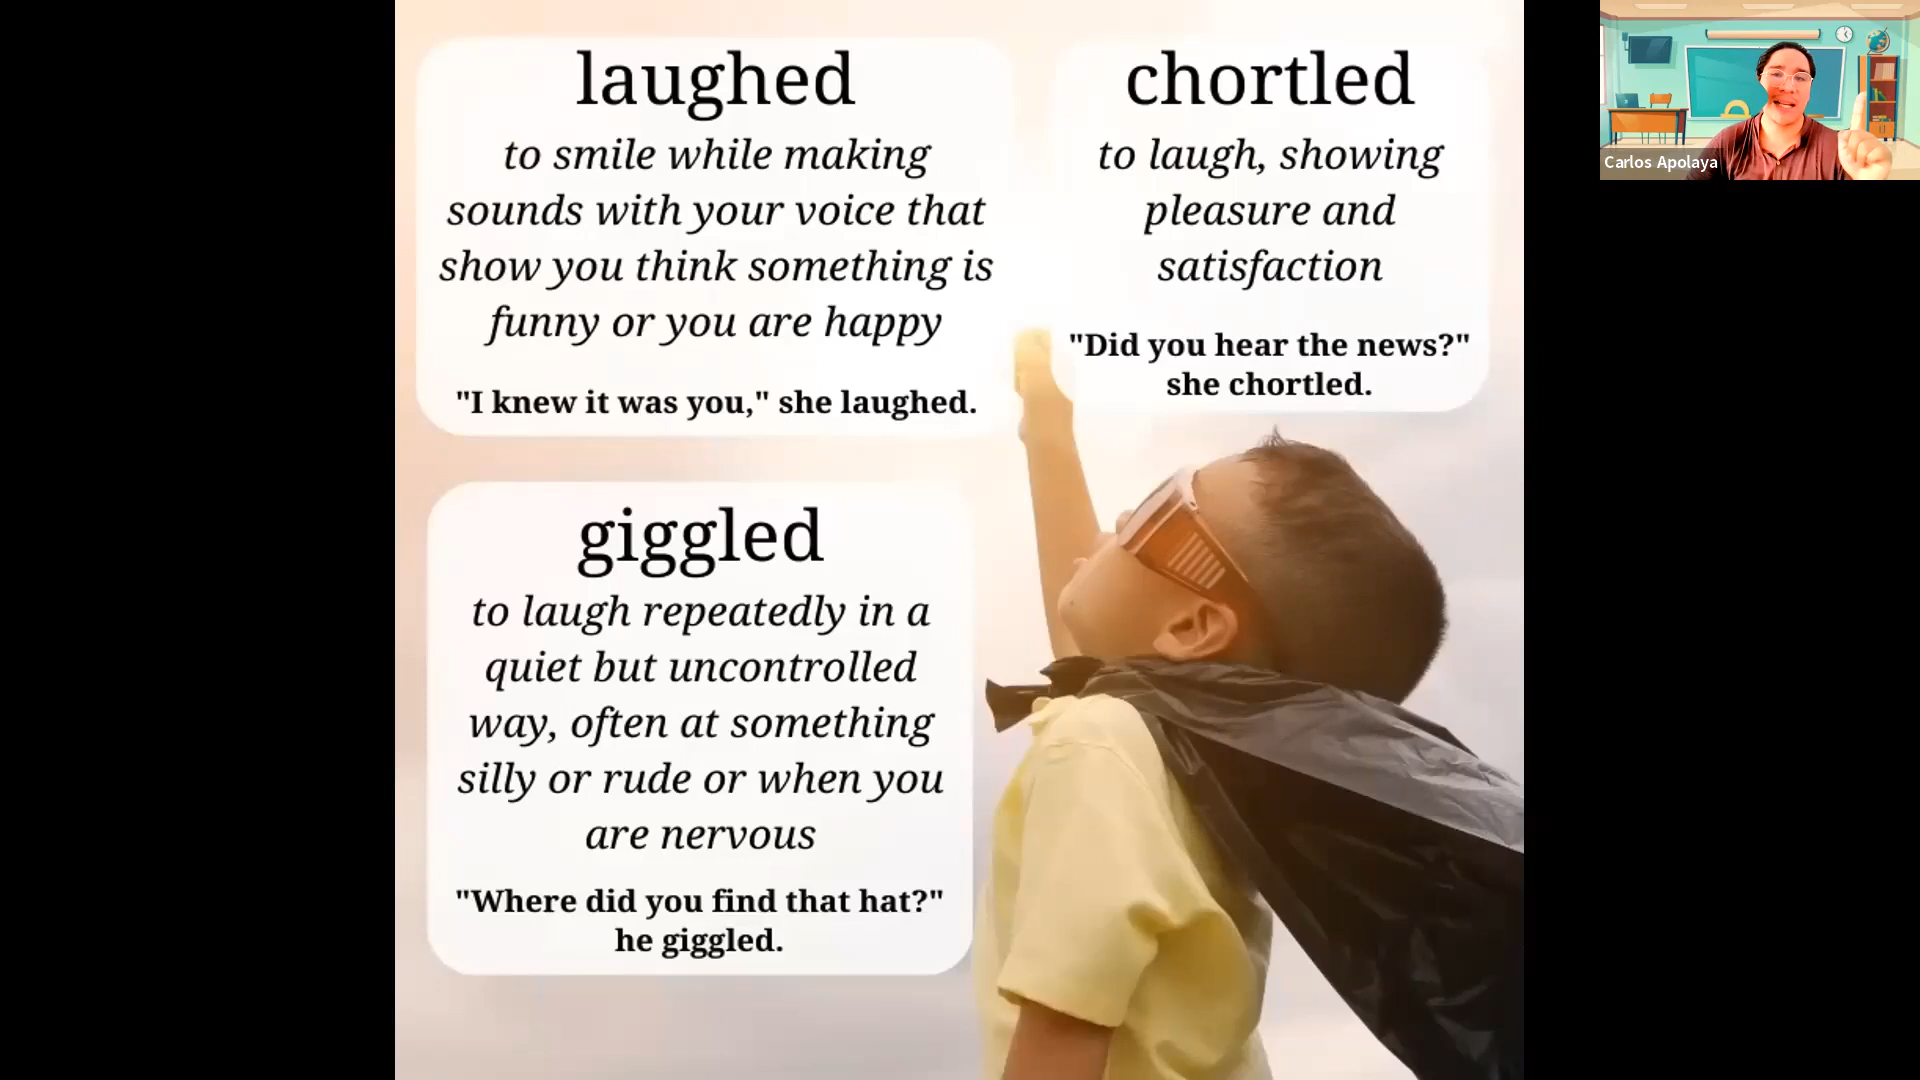 laughed
to smile while making
sounds with your voice that
show you think something is
funny or you are happy
"I knew it was you," she laughed.
chortled
to laugh, showing
pleasure and
satisfaction
"Did you hear the news?"
she chortled.
giggled
to laugh repeatedly in a
quiet but uncontrolled
way, often at something
silly or rude or when you
are nervous
"Where did you find that hat?"
he giggled.
Carlos Apolaya